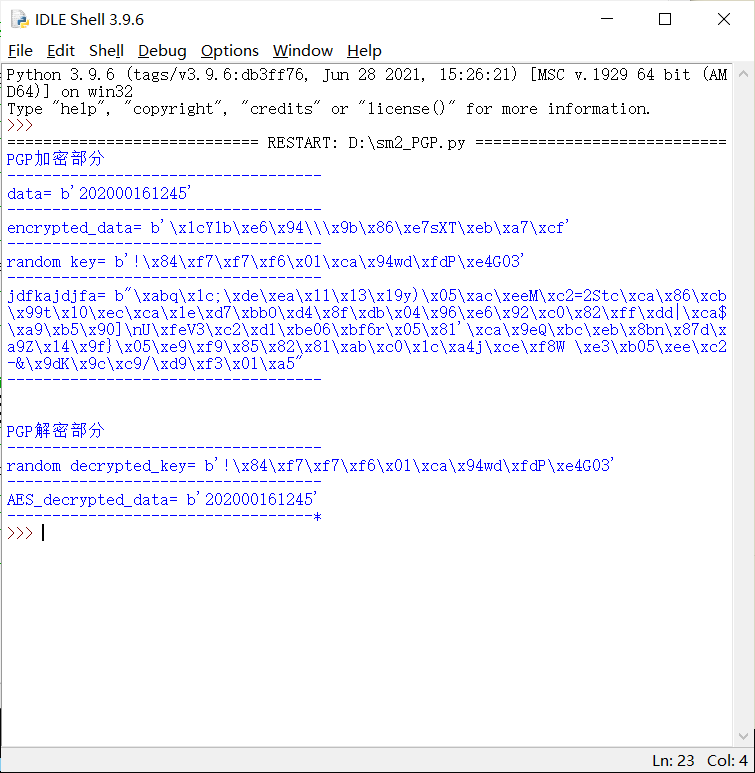 IDLE Shell 3.9.6
File Edit Shell Debug Options Window Help
Python 3.9.6 (tags/v3.9.6:db3ff76, Jun 28 2021, 15:26:21) [MSC v.1929 64 bit (AM
D64)] on win32
Type "help", "copyright", "credits" or "license()" for more information.
>>>
============================ RESTART: D:\sm2_PGP.py ============================
PGP加密部分
-----------------------------------
data= b'202000161245'
-----------------------------------
encrypted_data= b'\x1cY1b\xe6\x94\\\x9b\x86\xe7sXT\xeb\xa7\xcf'
-----------------------------------
random key= b'!\x84\xf7\xf7\xf6\x01\xca\x94wd\xfdP\xe4G03'
-----------------------------------
jdfkajdjfa= b"\xabq\x1c;\xde\xea\x11\x13\x19y)\x05\xac\xeeM\xc2=2Stc\xca\x86\xcb
\x99t\x10\xec\xca\x1e\xd7\xbb0\xd4\x8f\xdb\x04\x96\xe6\x92\xc0\x82\xff\xdd|\xca$
\xa9\xb5\x90]\nU\xfeV3\xc2\xd1\xbe06\xbf6r\x05\x81'\xca\x9eQ\xbc\xeb\x8bn\x87d\x
a9Z\x14\x9f}\x05\xe9\xf9\x85\x82\x81\xab\xc0\x1c\xa4j\xce\xf8W \xe3\xb05\xee\xc2
-&\x9dK\x9c\xc9/\xd9\xf3\x01\xa5"
-----------------------------------
PGP解密部分
-----------------------------------
random decrypted_key= b'!\x84\xf7\xf7\xf6\x01\xca\x94wd\xfdP\xe4G03'
-----------------------------------
AES_decrypted_data= b'202000161245'
----------------------------------*
>>>
Ln: 23 Col: 4